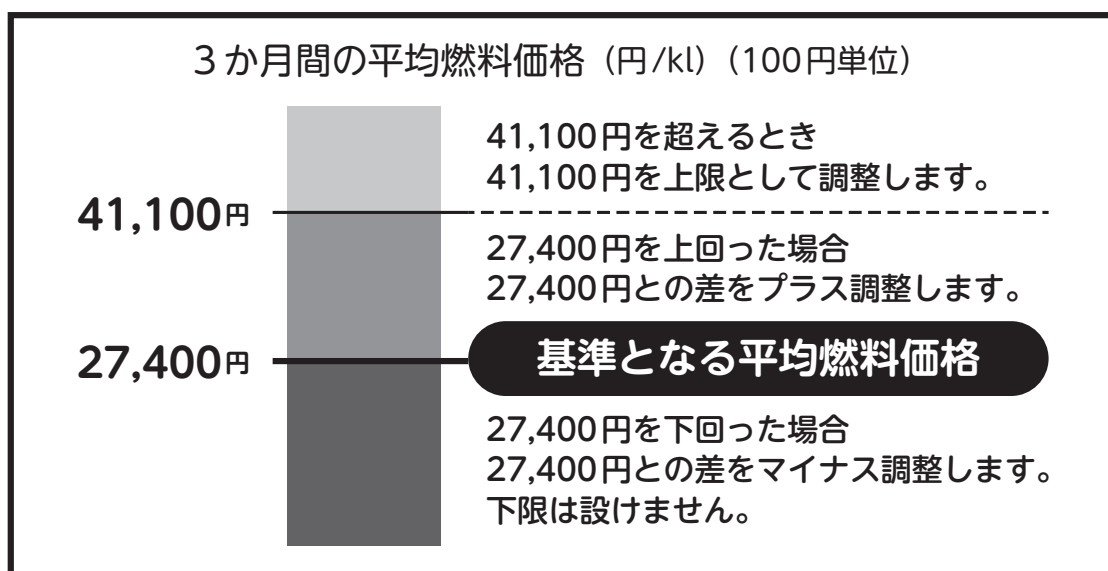 3か月間の平均燃料価格（円/kl）（100円単位）
41,100円を超えるとき
41,100円を上限として調整します。
41,100円
27,400円を上回った場合
27,400円との差をプラス調整します。
27,400円
基準となる平均燃料価格
27,400円を下回った場合
27,400円との差をマイナス調整します。
下限は設けません。